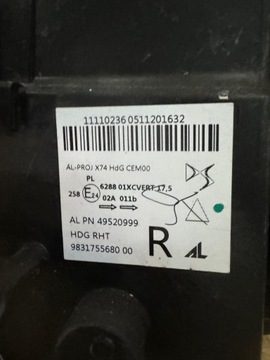 11110236 0511201632
AL-PROJ X74 HdG CEM00
PL
6288 01XCVERT 17,5
258 E24
02A 011b
AL PN 49520999
HDG RHT
9831755680 00
R AL
DS